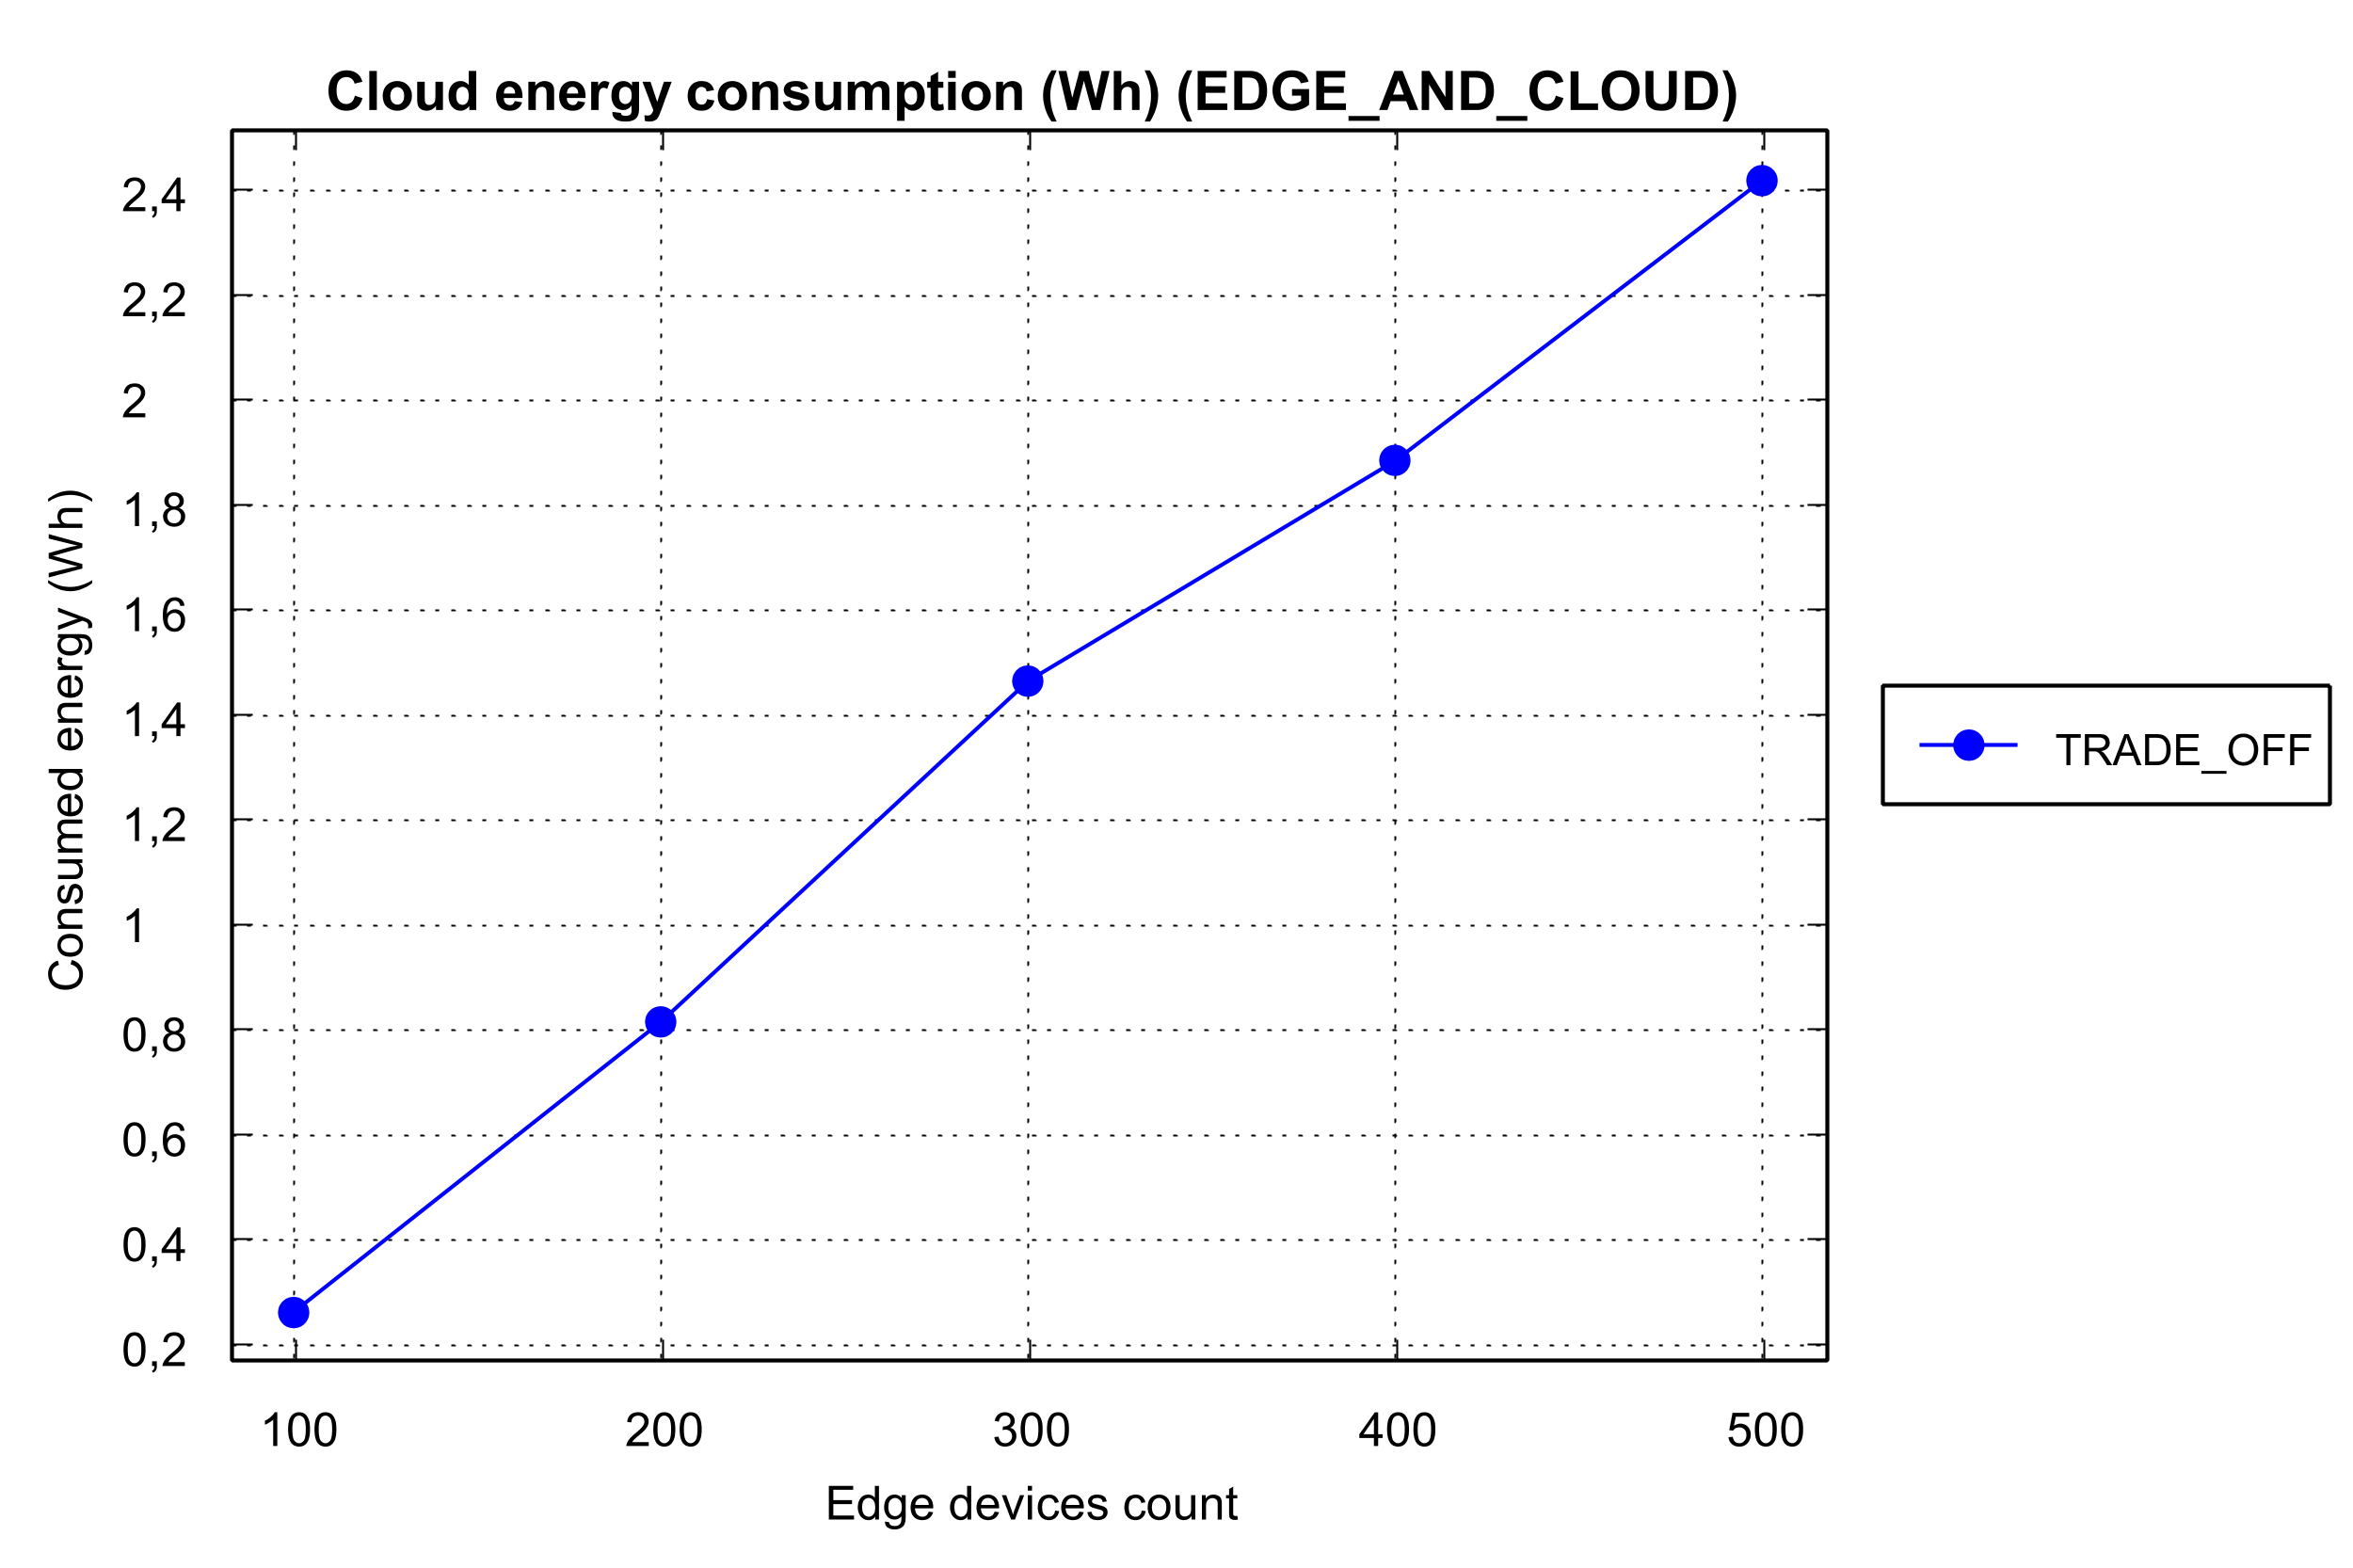 Cloud energy consumption (Wh) (EDGE_AND_CLOUD)
2,4
2,2
2
1,8
1,6
1,4
1,2
1
0,8
0,6
0,4
0,2
Consumed energy (Wh)
100 200 300 400 500
Edge devices count
TRADE_OFF